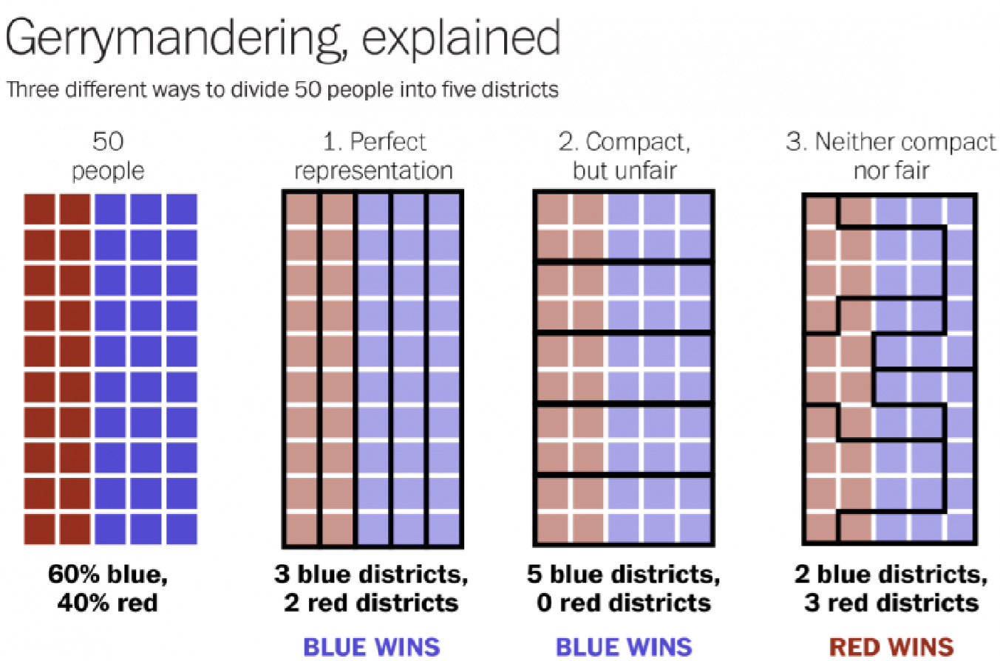 Gerrymandering, explained
Three different ways to divide 50 people into five districts
50
people
1. Perfect
representation
2. Compact,
but unfair
3. Neither compact
nor fair
60% blue,
40% red
3 blue districts,
2 red districts
5 blue districts,
0 red districts
2 blue districts,
3 red districts
BLUE WINS
BLUE WINS
RED WINS